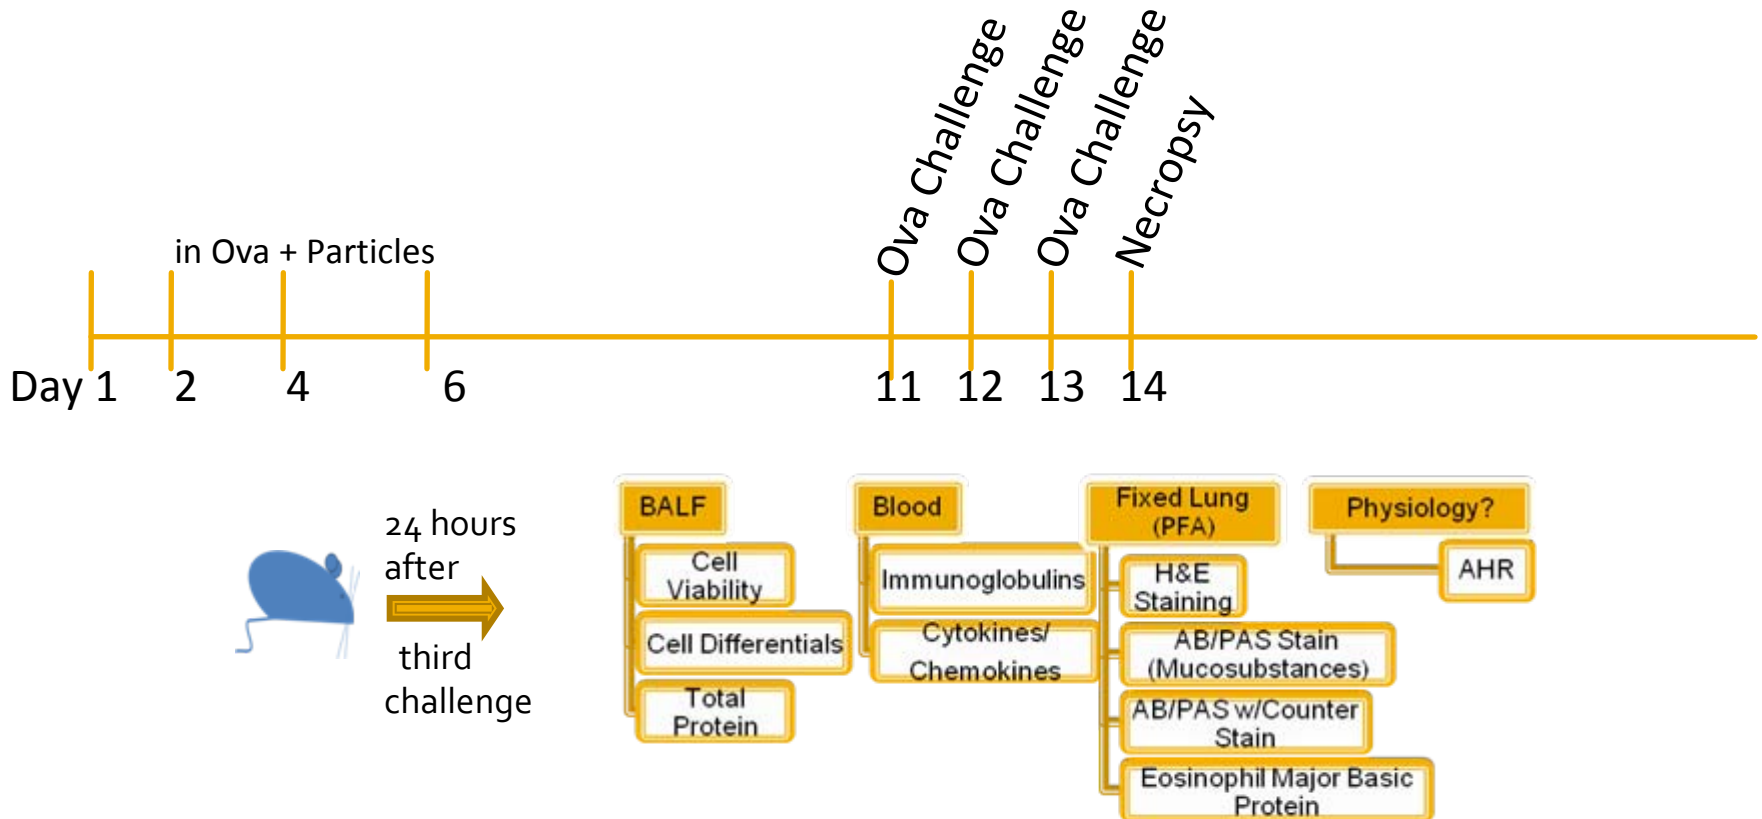 Ova Challenge
Ova Challenge
Ova Challenge
Necropsy
in Ova + Particles
Day 1 2 4 6 11 12 13 14
24 hours
after
third
challenge
BALF
Cell
Viability
Cell Differentials
Total
Protein
Blood
Immunoglobulins
Cytokines/
Chemokines
Fixed Lung
(PFA)
H&E
Staining
AB/PAS Stain
(Mucosubstances)
AB/PAS w/Counter
Stain
Eosinophil Major Basic
Protein
Physiology?
AHR